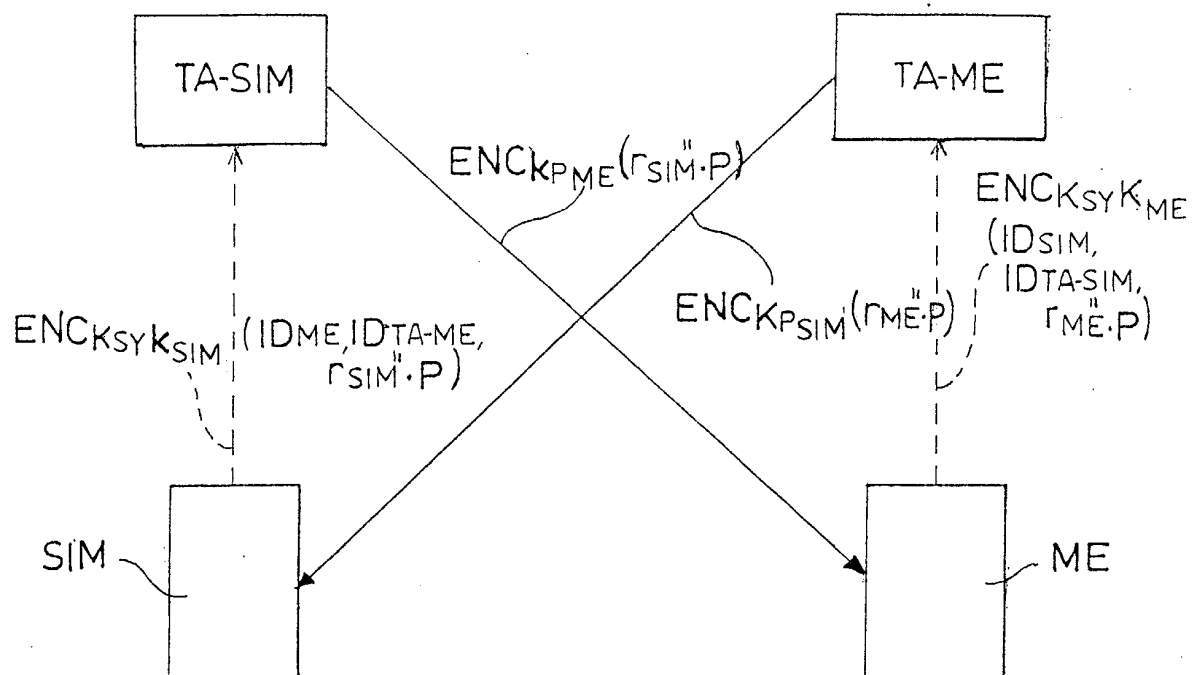 TA-SIM
TA-ME
ENCKPME(rSIM"·P)
ENCKSYKME
(IDSIM,
IDTA-SIM,
rME"·P)
ENCKPSIM(rME"·P)
ENCKSYKSIM (IDME,IDTA-ME,
rSIM"·P)
SIM
ME